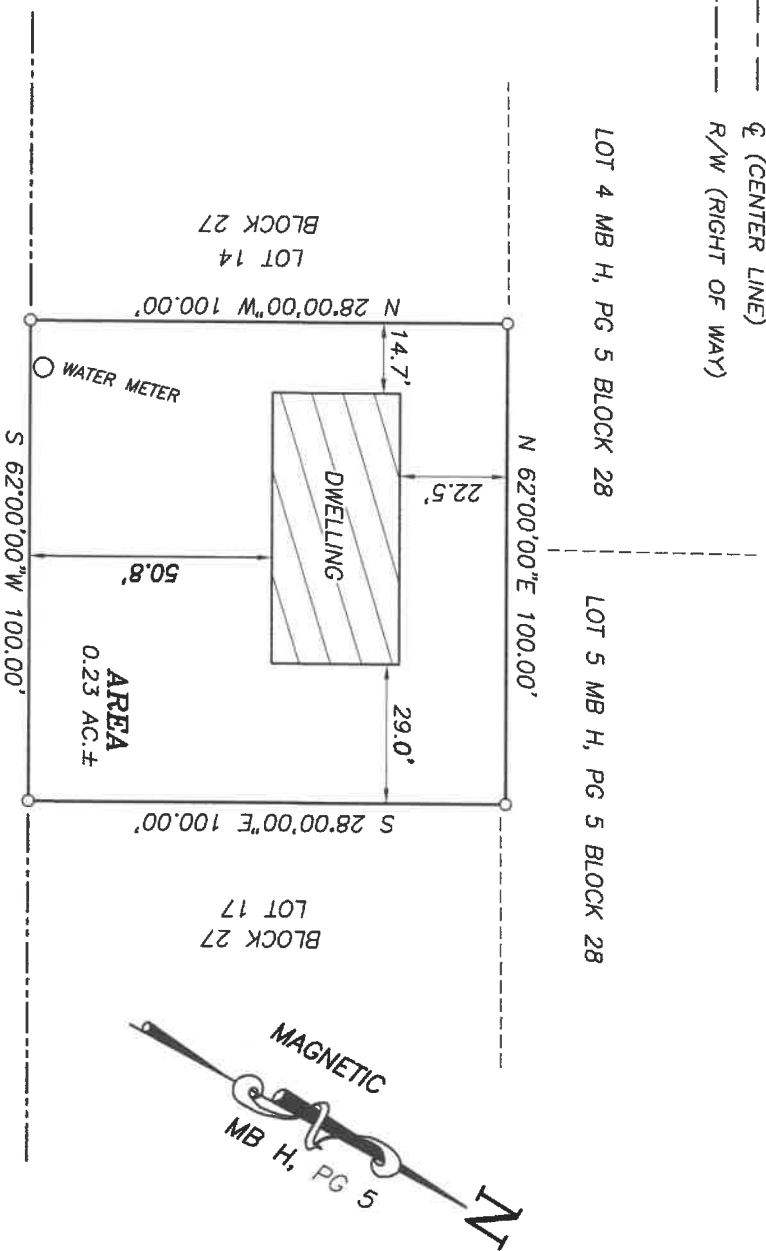 ℄ (CENTER LINE)
R/W (RIGHT OF WAY)
LOT 4 MB H, PG 5 BLOCK 28
LOT 5 MB H, PG 5 BLOCK 28
N 62°00'00"E 100.00'
LOT 14
BLOCK 27
N 28°00'00"W 100.00'
14.7'
22.5'
DWELLING
29.0'
50.8'
WATER METER
AREA
0.23 AC.±
S 28°00'00"E 100.00'
S 62°00'00"W 100.00'
BLOCK 27
LOT 17
MAGNETIC
MB H, PG 5
N